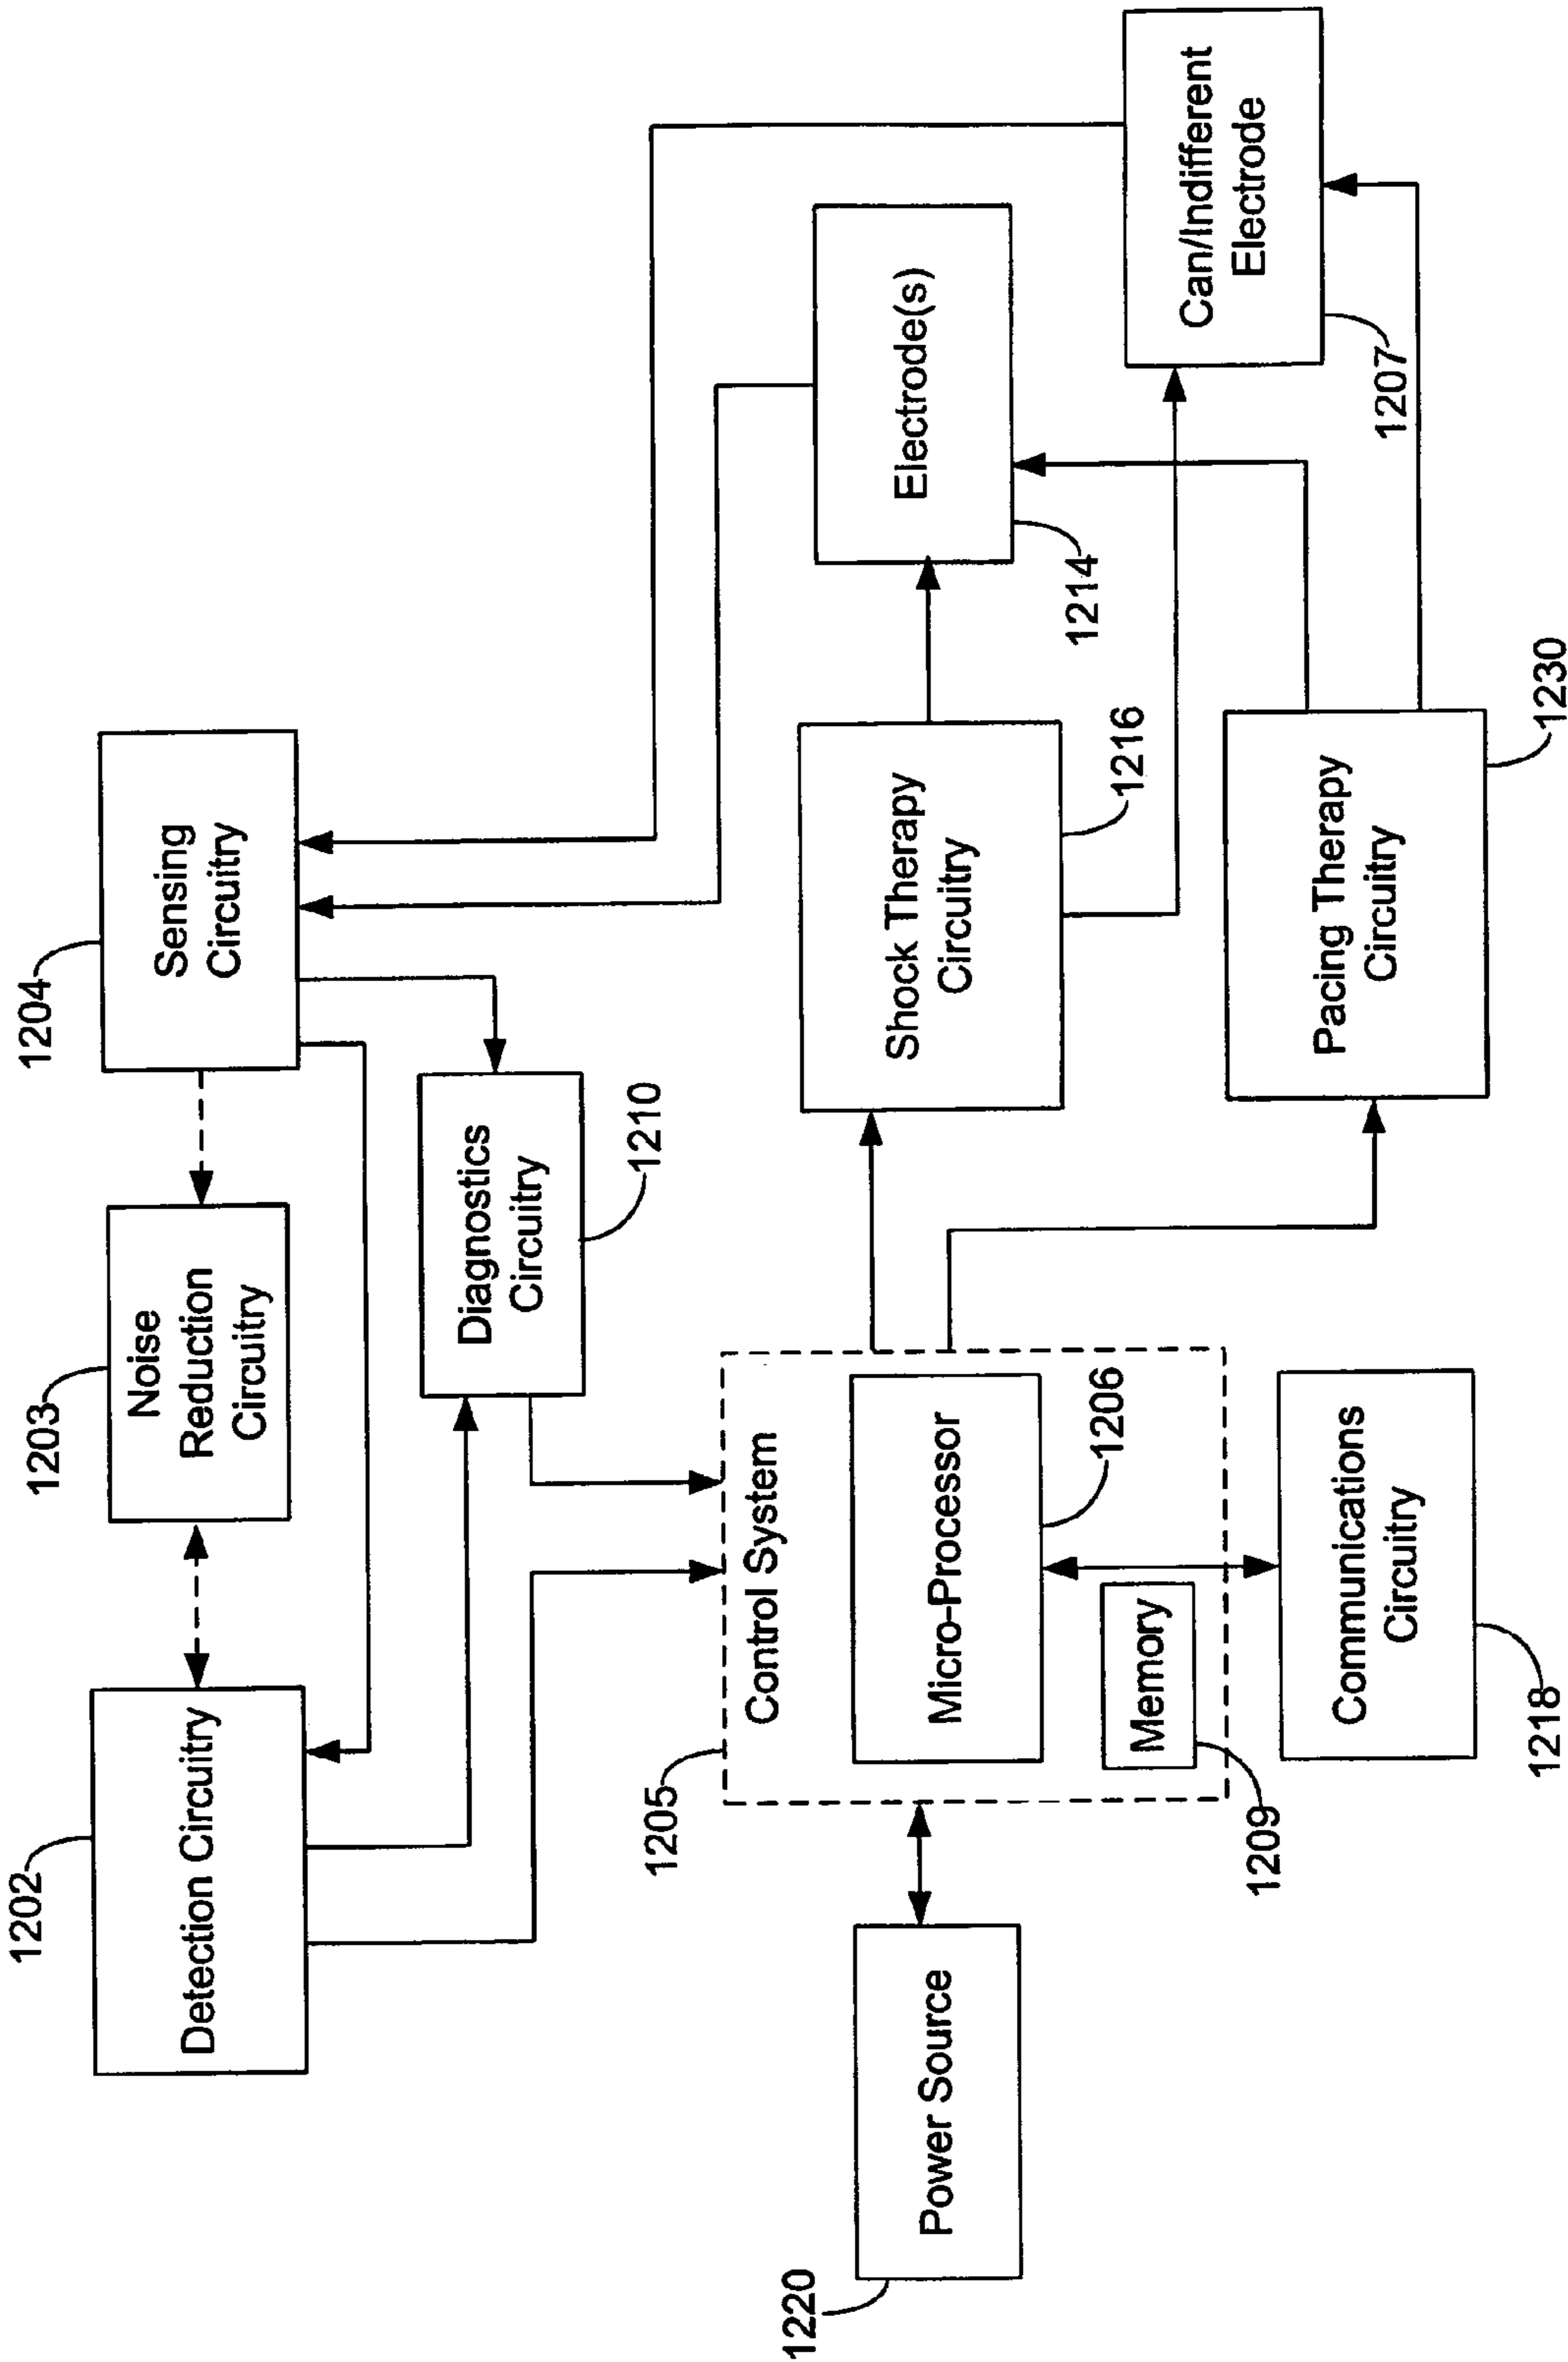 1202
Detection Circuitry
1203
Noise
Reduction
Circuitry
1204
Sensing
Circuitry
Diagnostics
Circuitry
1210
1205
Control System
Micro-Processor
1206
Memory
1209
1220
Power Source
Communications
Circuitry
1218
Shock Therapy
Circuitry
1216
Pacing Therapy
Circuitry
1230
Electrode(s)
1214
Can/Indifferent
Electrode
1207